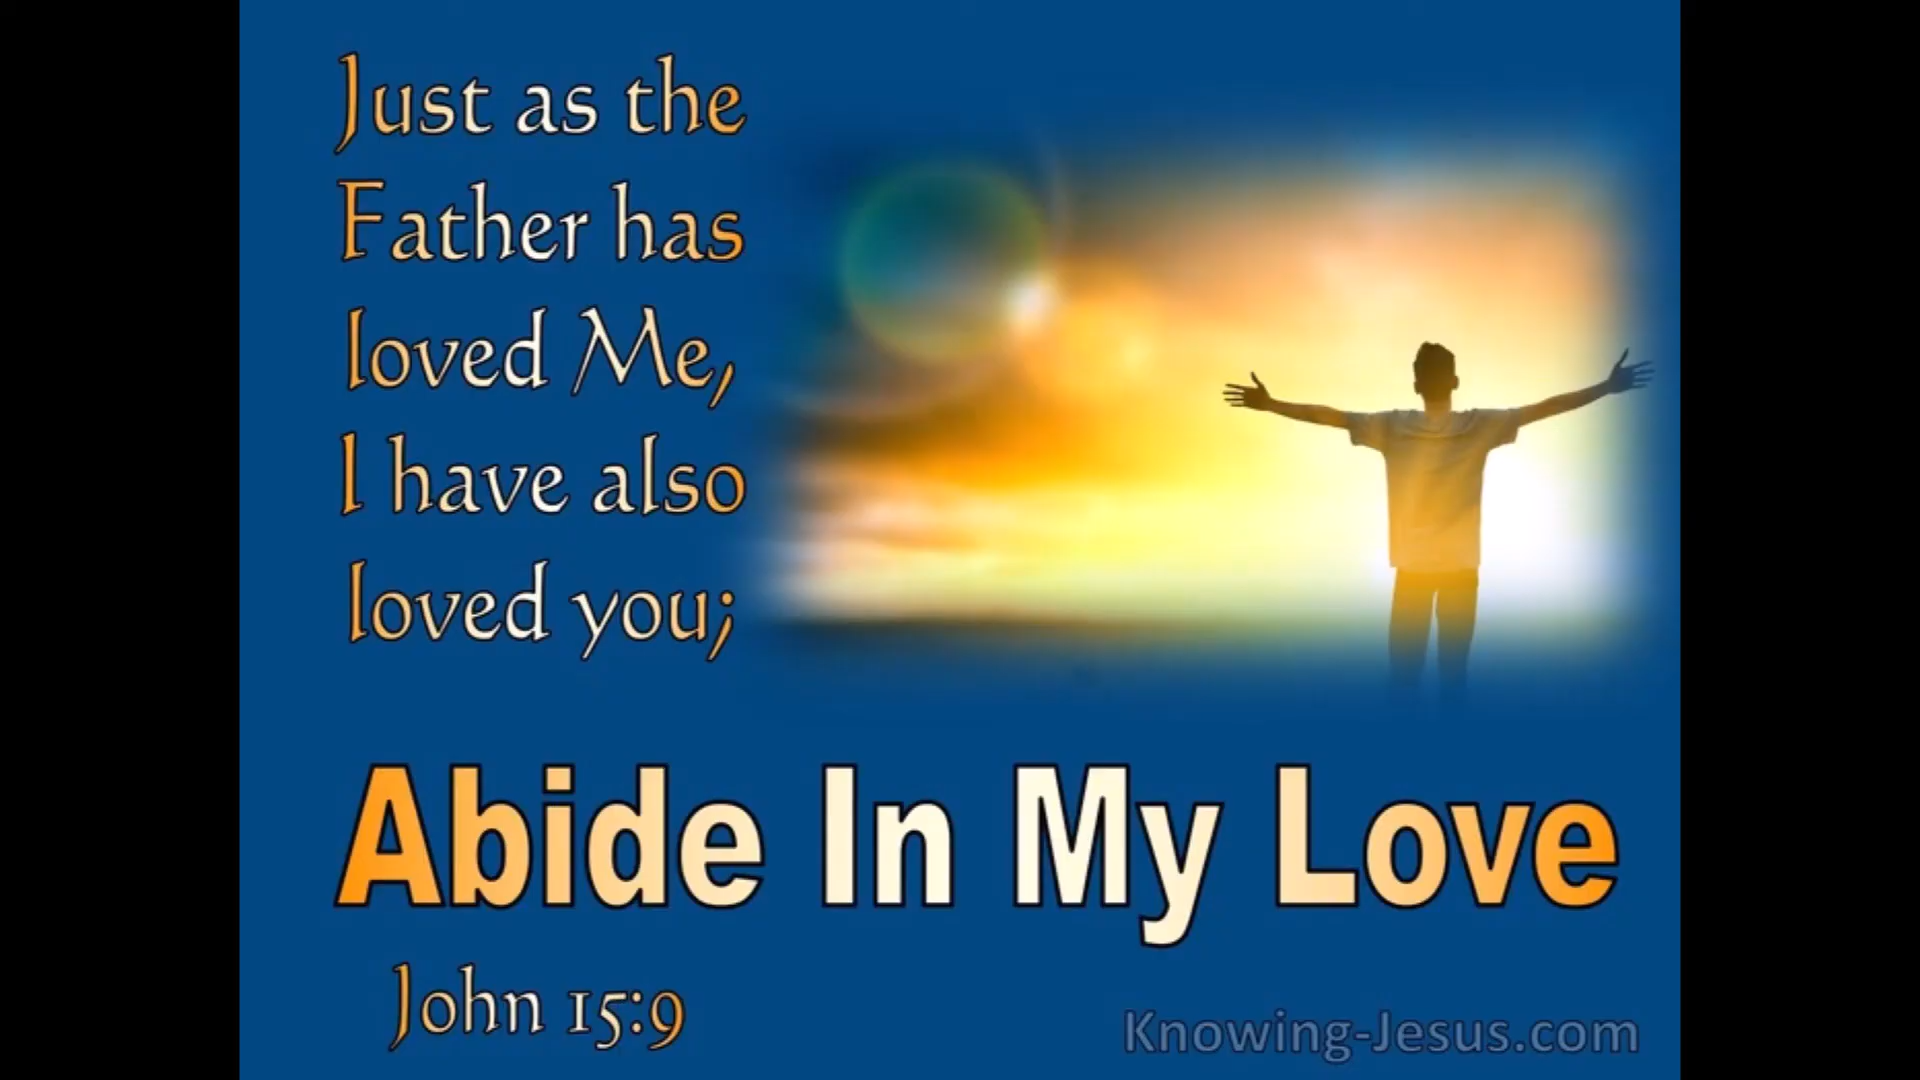 Just as the
Father has
loved Me,
I have also
loved you;
Abide In My Love
John 15:9
Knowing-Jesus.com